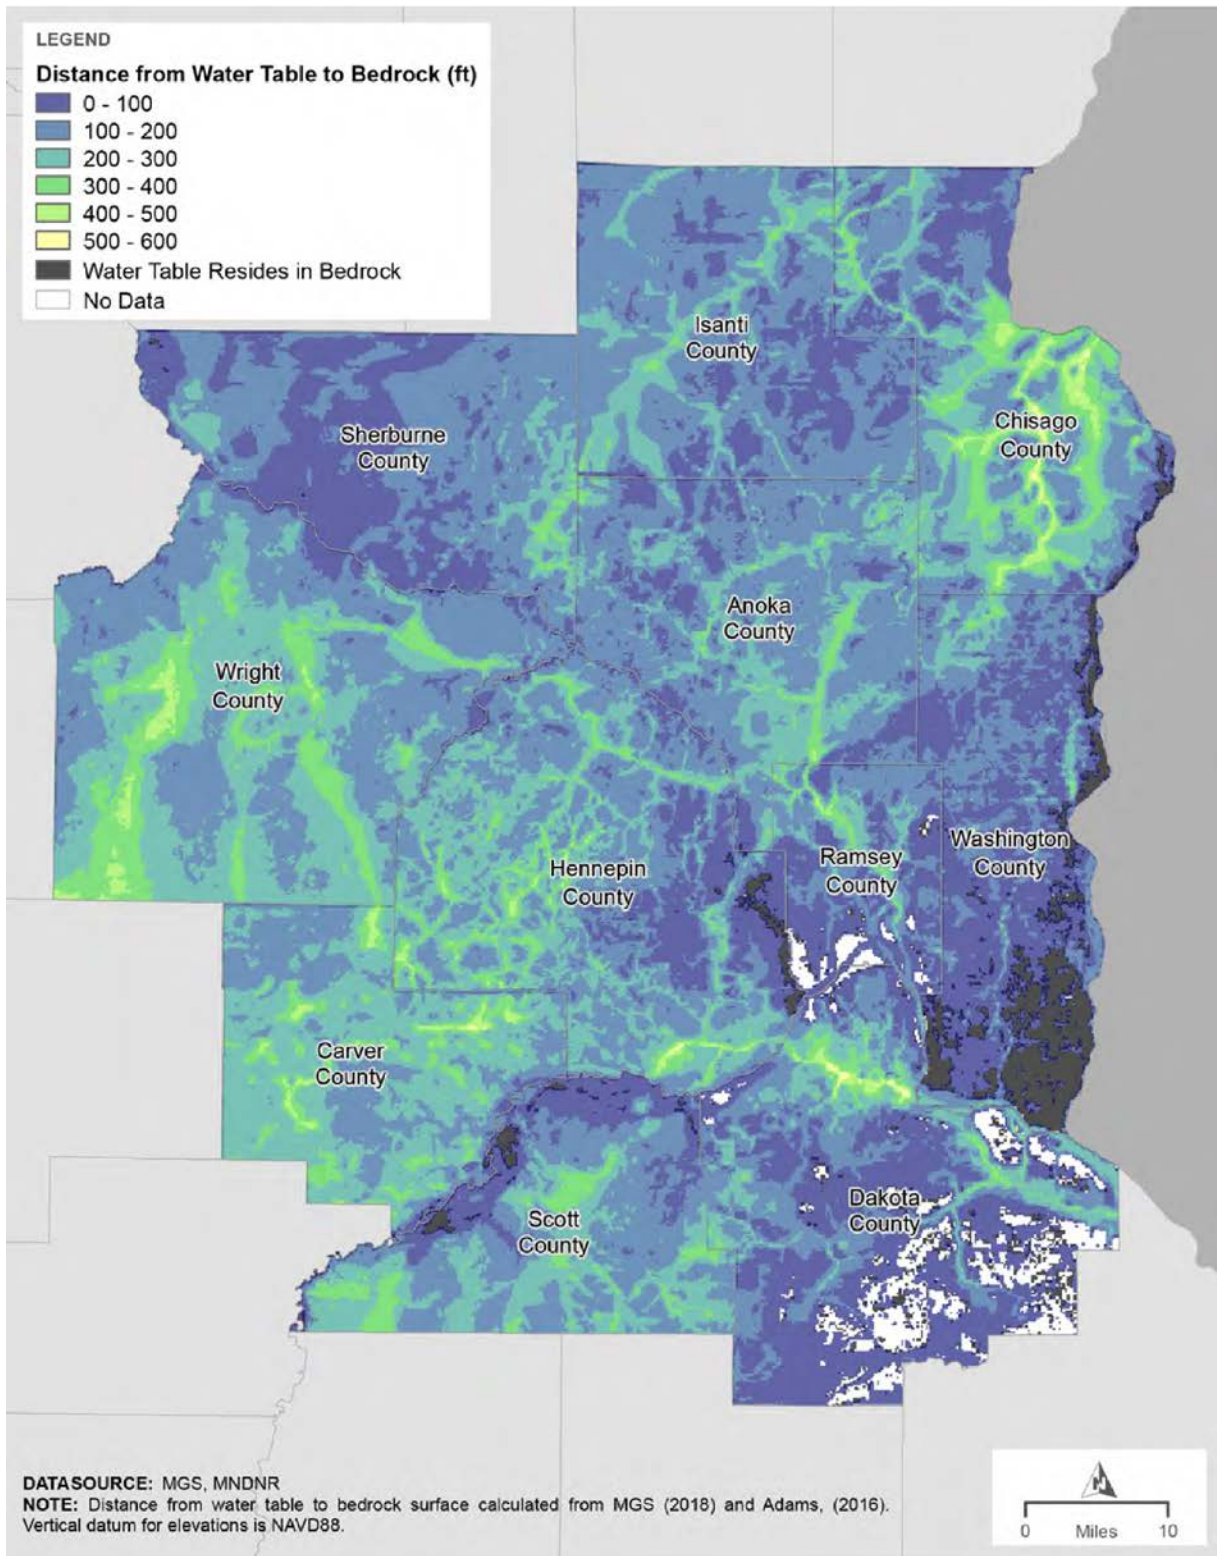 LEGEND
Distance from Water Table to Bedrock (ft)
0 - 100
100 - 200
200 - 300
300 - 400
400 - 500
500 - 600
Water Table Resides in Bedrock
No Data
Isanti
County
Chisago
County
Sherburne
County
Anoka
County
Wright
County
Washington
County
Ramsey
County
Hennepin
County
Carver
County
Dakota
County
Scott
County
DATASOURCE: MGS, MNDNR
NOTE: Distance from water table to bedrock surface calculated from MGS (2018) and Adams, (2016).
Vertical datum for elevations is NAVD88.
N
0 Miles 10